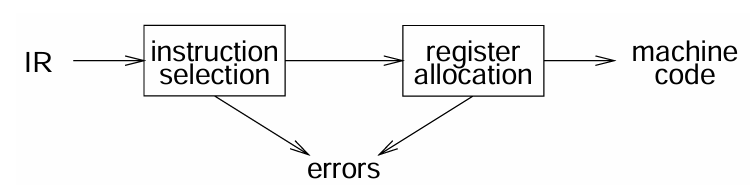 IR
instruction
selection
register
allocation
machine
code
errors